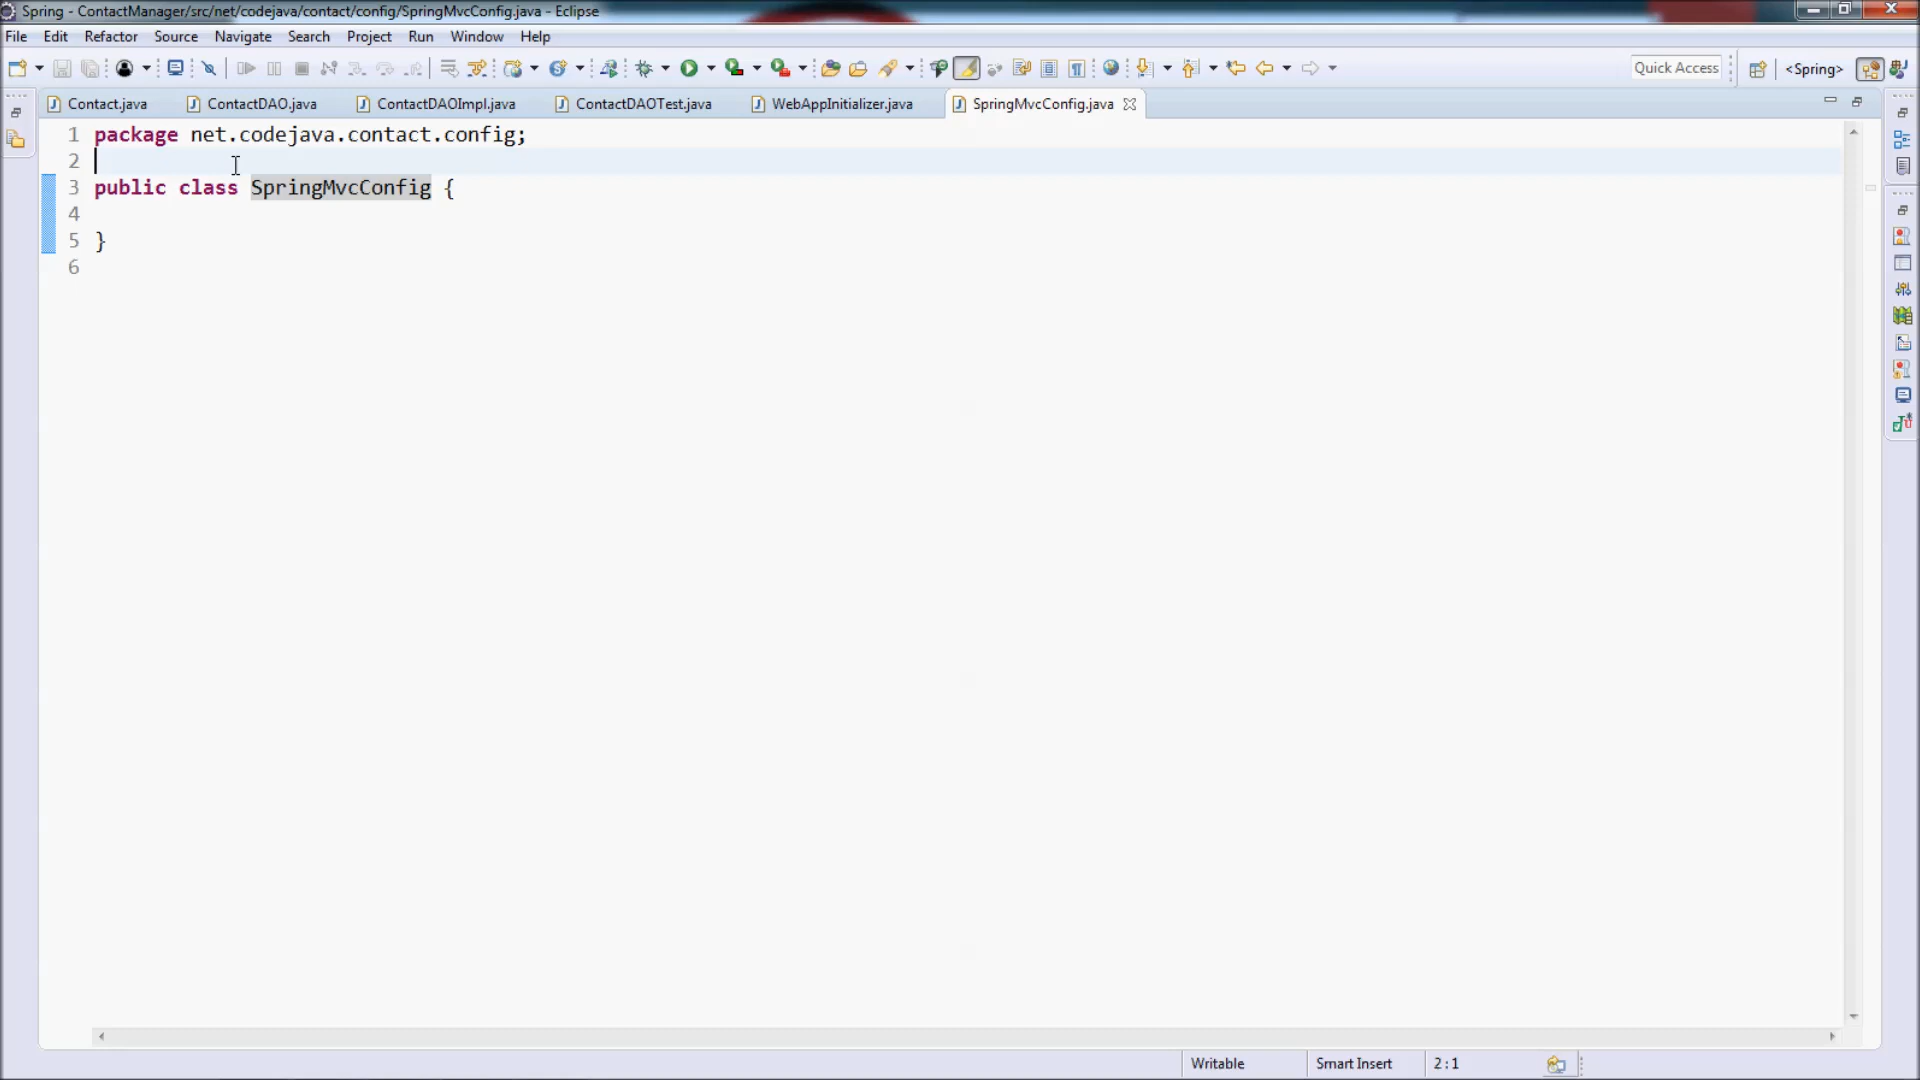 Spring - ContactManager/src/net/codejava/contact/config/SpringMvcConfig.java - Eclipse
File Edit Refactor Source Navigate Search Project Run Window Help
Quick Access <Spring>
Contact.java ContactDAO.java ContactDAOImpl.java ContactDAOTest.java WebAppInitializer.java SpringMvcConfig.java
1 package net.codejava.contact.config;
2
3 public class SpringMvcConfig {
4
5 }
6
Writable Smart Insert 2:1